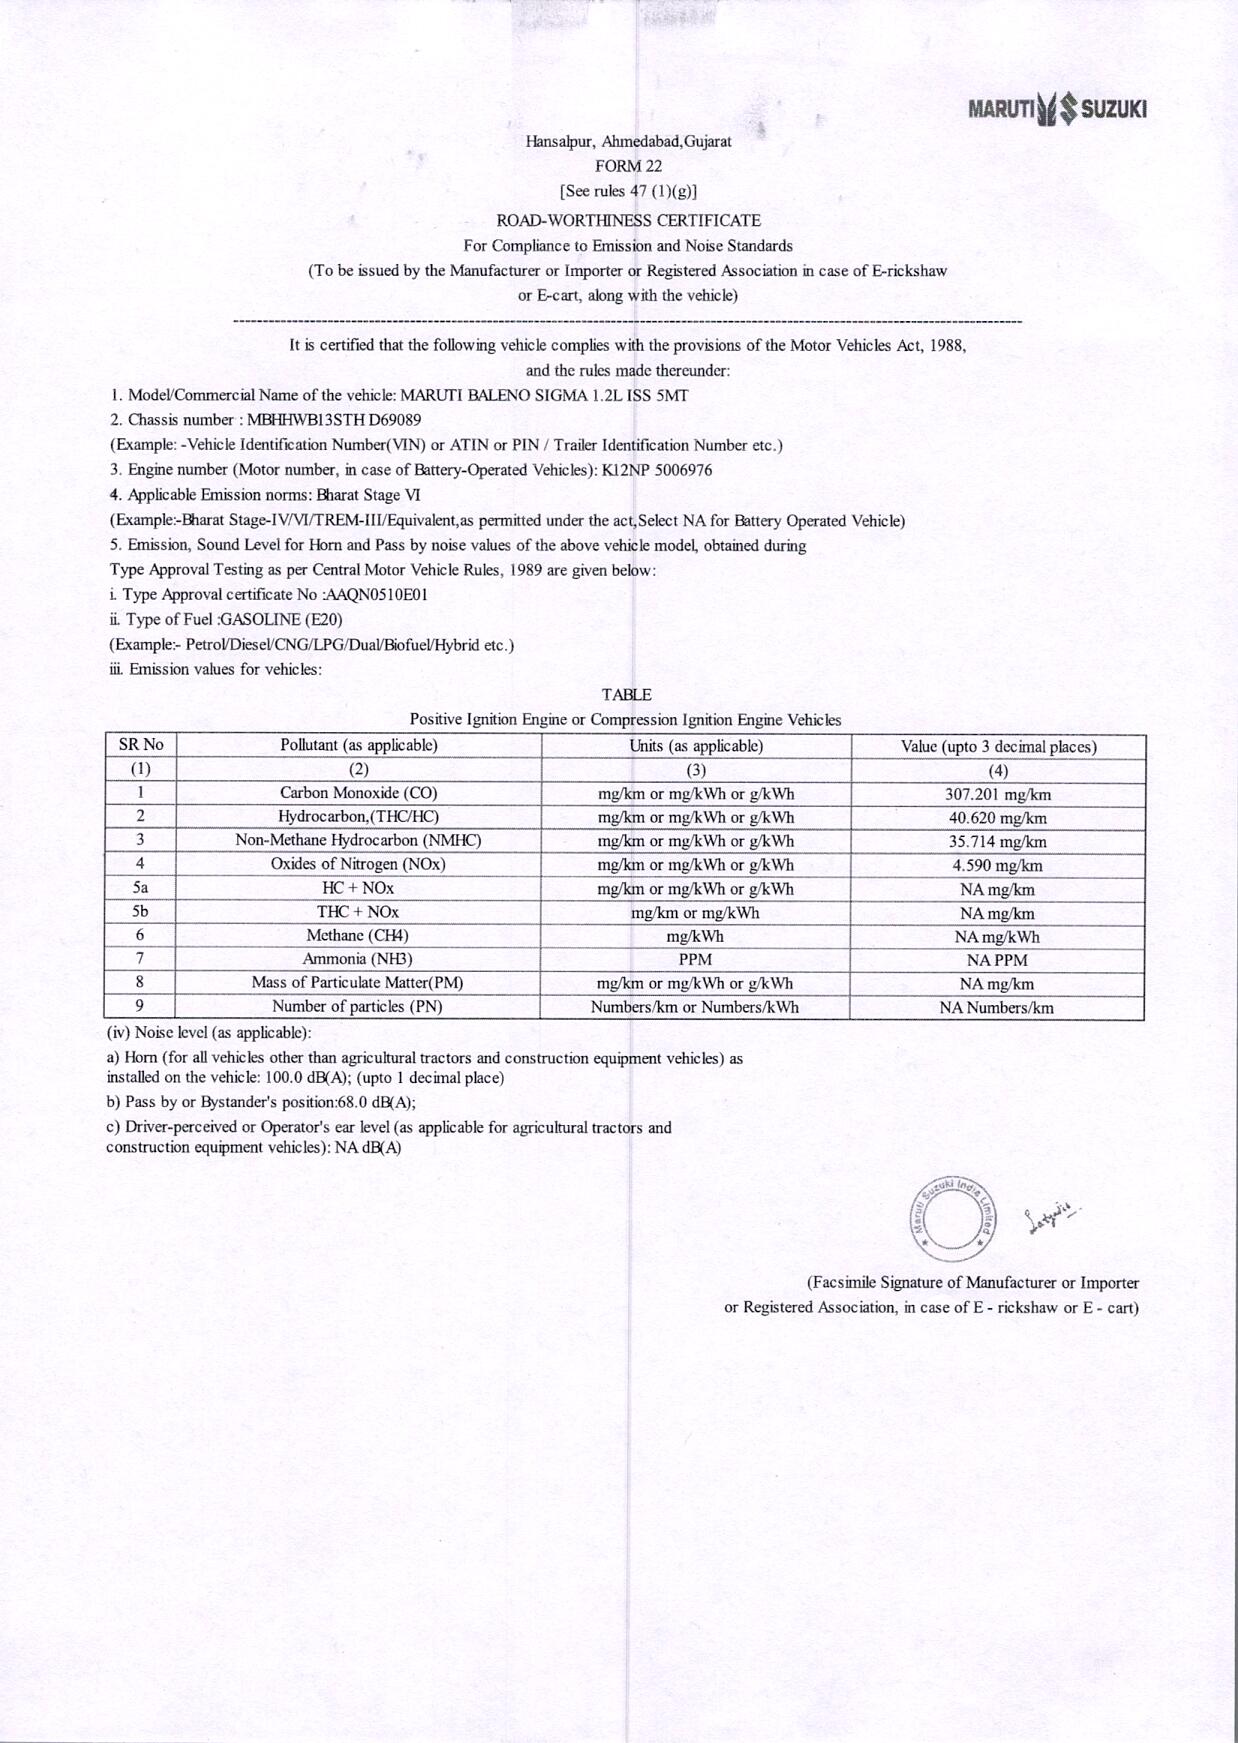 MARUTI SUZUKI
Hansalpur, Ahmedabad,Gujarat
FORM 22
[See rules 47 (1)(g)]
ROAD-WORTHINESS CERTIFICATE
For Compliance to Emission and Noise Standards
(To be issued by the Manufacturer or Importer or Registered Association in case of E-rickshaw
or E-cart, along with the vehicle)
It is certified that the following vehicle complies with the provisions of the Motor Vehicles Act, 1988,
and the rules made thereunder:
1. Model/Commercial Name of the vehicle: MARUTI BALENO SIGMA 1.2L ISS 5MT
2. Chassis number : MBHHWB13STH D69089
(Example: -Vehicle Identification Number(VIN) or ATIN or PIN / Trailer Identification Number etc.)
3. Engine number (Motor number, in case of Battery-Operated Vehicles): K12NP 5006976
4. Applicable Emission norms: Bharat Stage VI
(Example:-Bharat Stage-IV/VI/TREM-III/Equivalent,as permitted under the act,Select NA for Battery Operated Vehicle)
5. Emission, Sound Level for Horn and Pass by noise values of the above vehicle model, obtained during
Type Approval Testing as per Central Motor Vehicle Rules, 1989 are given below:
i. Type Approval certificate No :AAQN0510E01
ii. Type of Fuel :GASOLINE (E20)
(Example:- Petrol/Diesel/CNG/LPG/Dual/Biofuel/Hybrid etc.)
iii. Emission values for vehicles:
TABLE
Positive Ignition Engine or Compression Ignition Engine Vehicles
SR No Pollutant (as applicable) Units (as applicable) Value (upto 3 decimal places)
(1) (2) (3) (4)
1 Carbon Monoxide (CO) mg/km or mg/kWh or g/kWh 307.201 mg/km
2 Hydrocarbon,(THC/HC) mg/km or mg/kWh or g/kWh 40.620 mg/km
3 Non-Methane Hydrocarbon (NMHC) mg/km or mg/kWh or g/kWh 35.714 mg/km
4 Oxides of Nitrogen (NOx) mg/km or mg/kWh or g/kWh 4.590 mg/km
5a HC + NOx mg/km or mg/kWh or g/kWh NA mg/km
5b THC + NOx mg/km or mg/kWh NA mg/km
6 Methane (CH4) mg/kWh NA mg/kWh
7 Ammonia (NH3) PPM NA PPM
8 Mass of Particulate Matter(PM) mg/km or mg/kWh or g/kWh NA mg/km
9 Number of particles (PN) Numbers/km or Numbers/kWh NA Numbers/km
(iv) Noise level (as applicable):
a) Horn (for all vehicles other than agricultural tractors and construction equipment vehicles) as
installed on the vehicle: 100.0 dB(A); (upto 1 decimal place)
b) Pass by or Bystander's position:68.0 dB(A);
c) Driver-perceived or Operator's ear level (as applicable for agricultural tractors and
construction equipment vehicles): NA dB(A)
Maruti Suzuki India Limited
(Facsimile Signature of Manufacturer or Importer
or Registered Association, in case of E - rickshaw or E - cart)